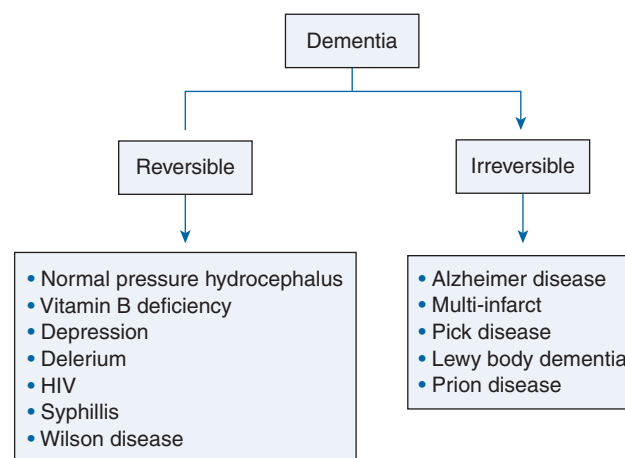 Dementia
Reversible
Irreversible
• Normal pressure hydrocephalus
• Vitamin B deficiency
• Depression
• Delerium
• HIV
• Syphillis
• Wilson disease
• Alzheimer disease
• Multi-infarct
• Pick disease
• Lewy body dementia
• Prion disease